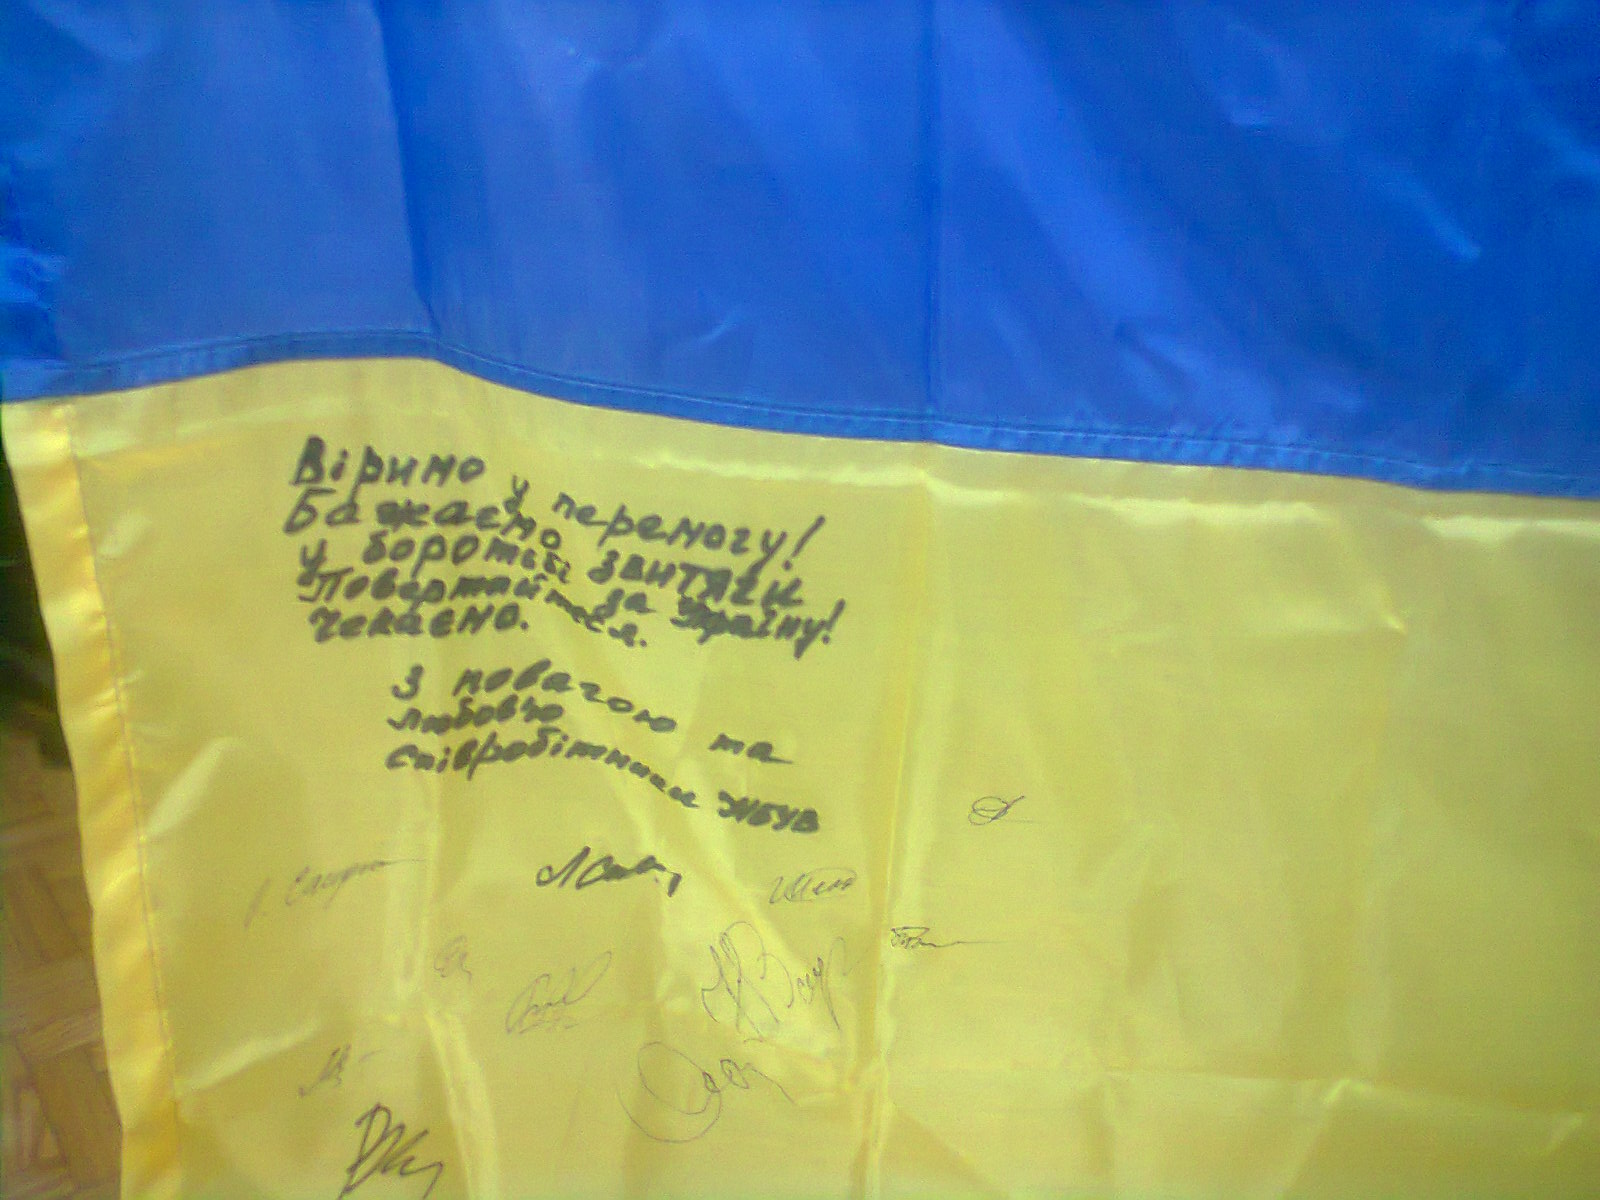 Віримо у перемогу!
Бажаємо звитяги
у боротьбі за Україну!
Повертайтеся.
Чекаємо.
З повагою та
любов'ю
співробітники ЖБУВ